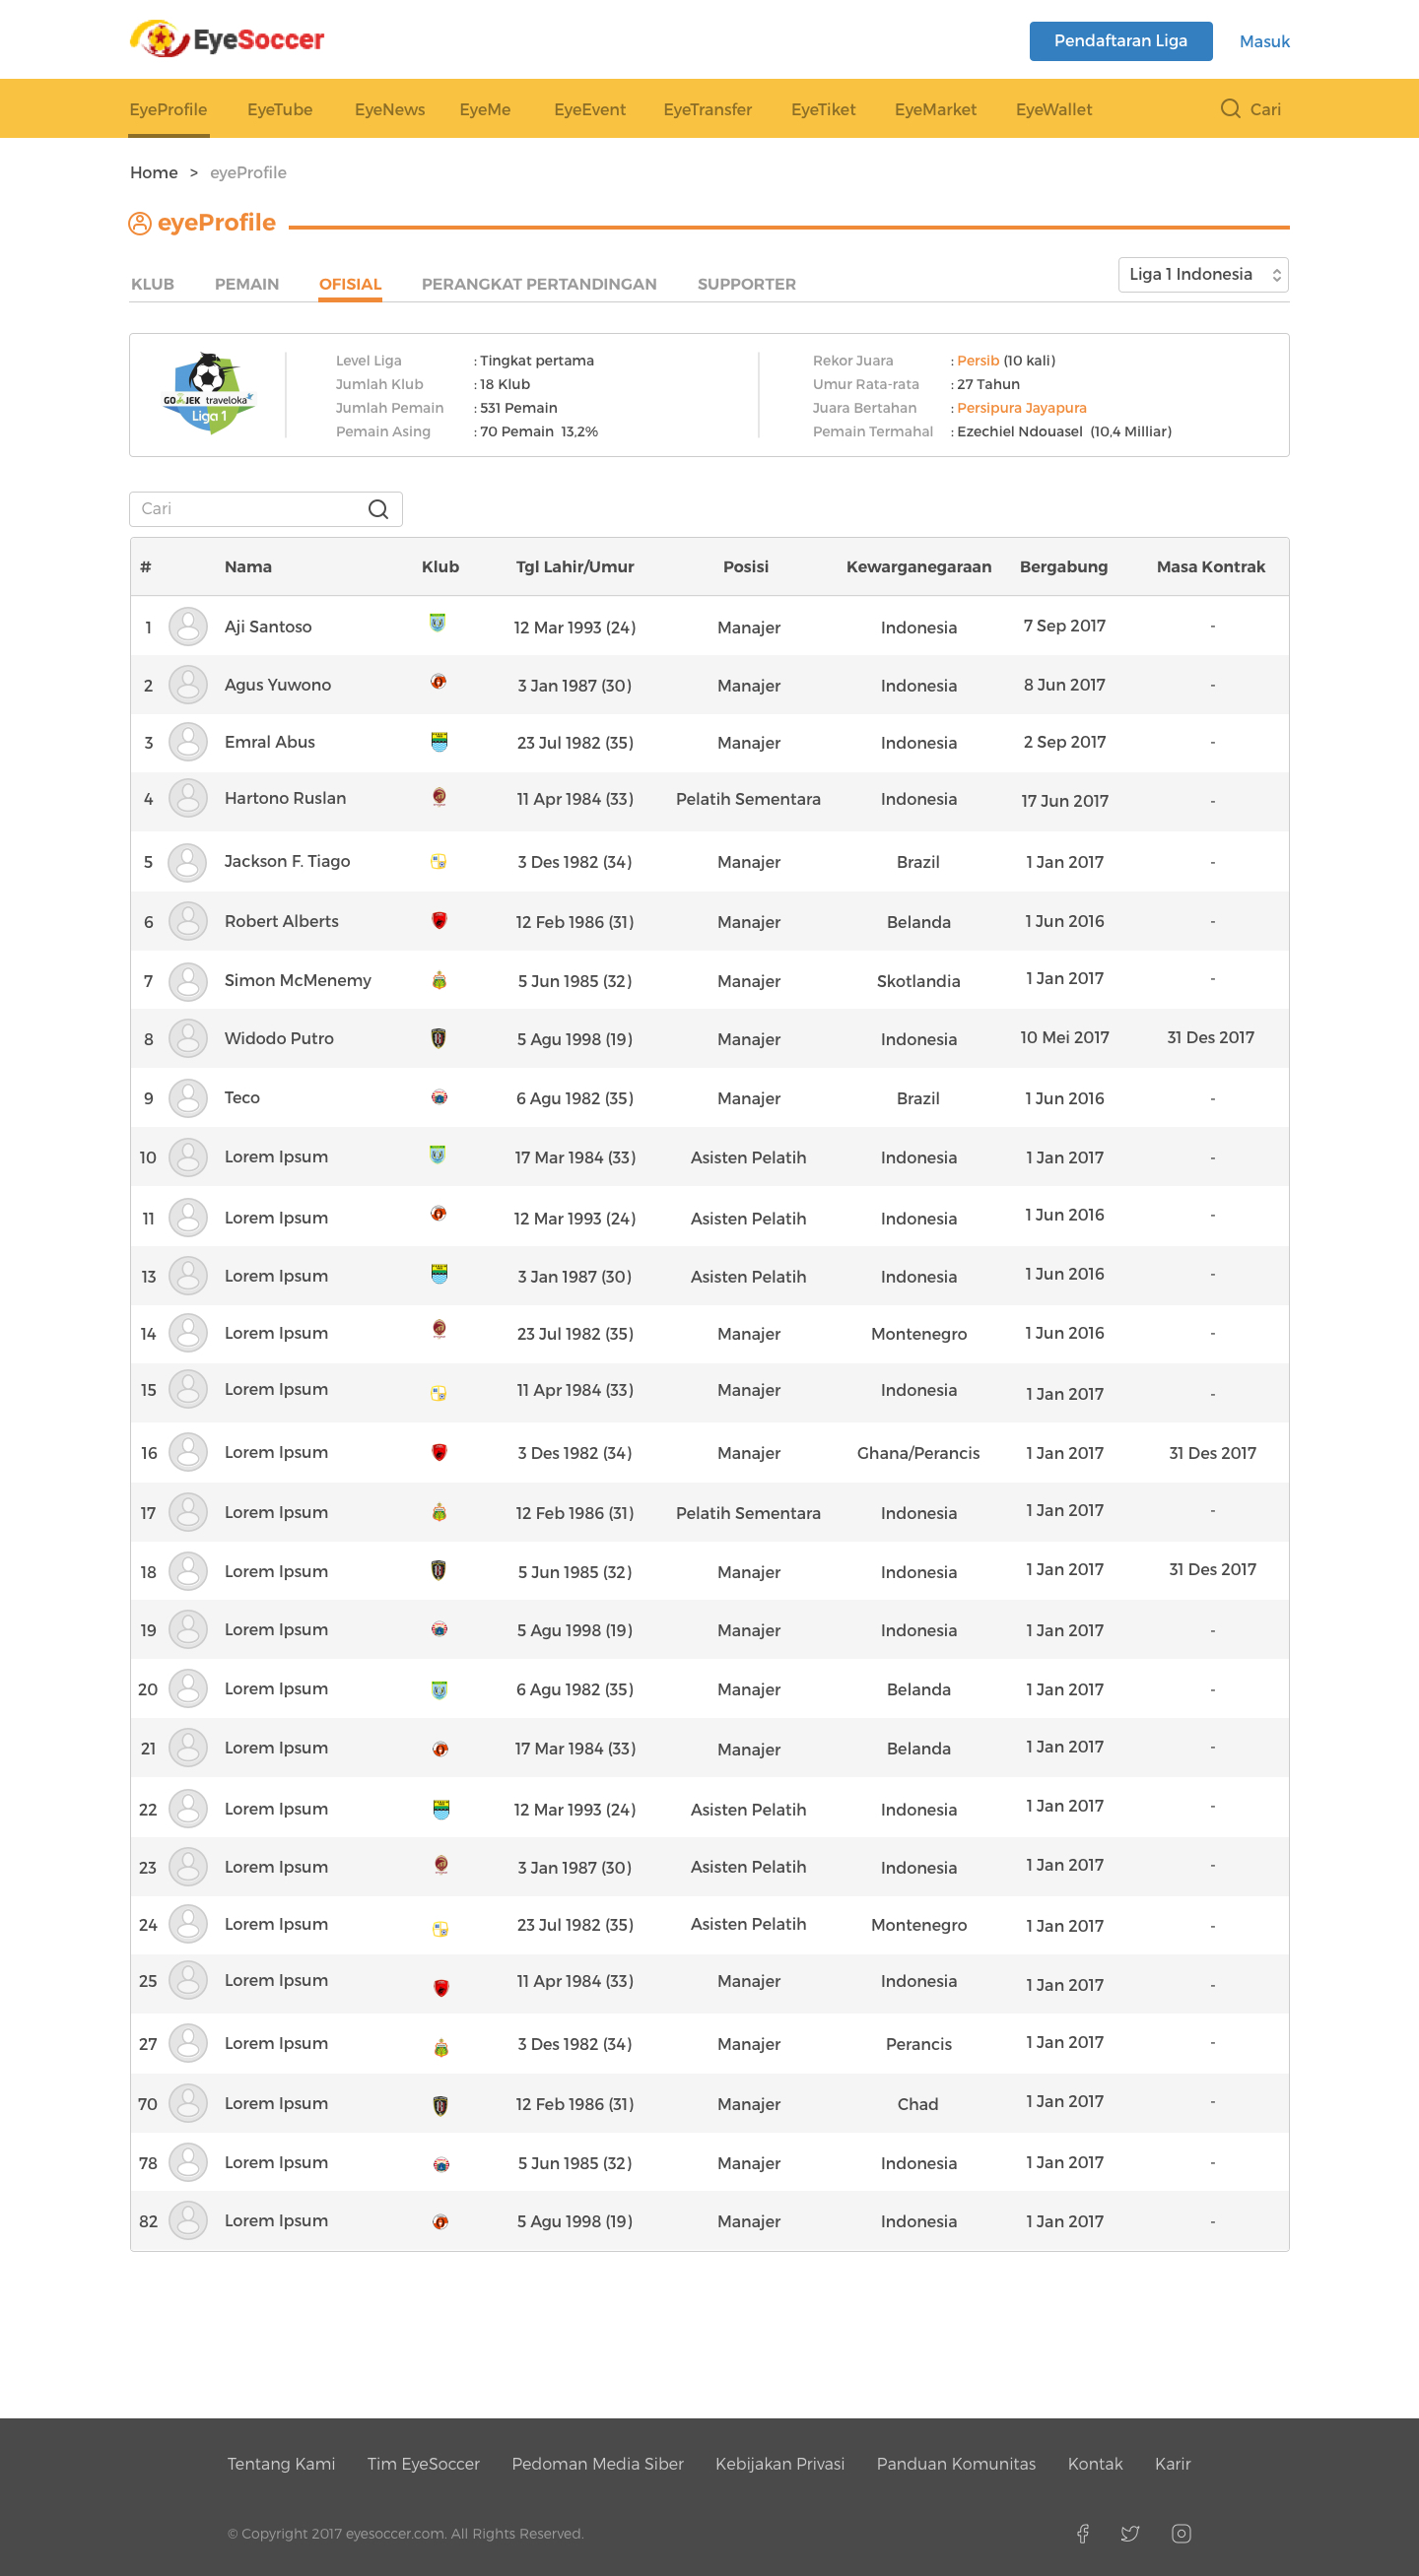 EyeSoccer
Pendaftaran Liga Masuk
EyeProfile EyeTube EyeNews EyeMe EyeEvent EyeTransfer EyeTiket EyeMarket EyeWallet Cari
Home > eyeProfile
eyeProfile
KLUB PEMAIN OFISIAL PERANGKAT PERTANDINGAN SUPPORTER Liga 1 Indonesia
GOJEK traveloka
Liga 1
Level Liga : Tingkat pertama
Jumlah Klub : 18 Klub
Jumlah Pemain : 531 Pemain
Pemain Asing : 70 Pemain 13,2%
Rekor Juara : Persib (10 kali)
Umur Rata-rata : 27 Tahun
Juara Bertahan : Persipura Jayapura
Pemain Termahal : Ezechiel Ndouasel (10,4 Milliar)
Cari
# Nama Klub Tgl Lahir/Umur Posisi Kewarganegaraan Bergabung Masa Kontrak
1 Aji Santoso 12 Mar 1993 (24) Manajer Indonesia 7 Sep 2017 -
2 Agus Yuwono 3 Jan 1987 (30) Manajer Indonesia 8 Jun 2017 -
3 Emral Abus 23 Jul 1982 (35) Manajer Indonesia 2 Sep 2017 -
4 Hartono Ruslan 11 Apr 1984 (33) Pelatih Sementara Indonesia 17 Jun 2017 -
5 Jackson F. Tiago 3 Des 1982 (34) Manajer Brazil 1 Jan 2017 -
6 Robert Alberts 12 Feb 1986 (31) Manajer Belanda 1 Jun 2016 -
7 Simon McMenemy 5 Jun 1985 (32) Manajer Skotlandia 1 Jan 2017 -
8 Widodo Putro 5 Agu 1998 (19) Manajer Indonesia 10 Mei 2017 31 Des 2017
9 Teco 6 Agu 1982 (35) Manajer Brazil 1 Jun 2016 -
10 Lorem Ipsum 17 Mar 1984 (33) Asisten Pelatih Indonesia 1 Jan 2017 -
11 Lorem Ipsum 12 Mar 1993 (24) Asisten Pelatih Indonesia 1 Jun 2016 -
13 Lorem Ipsum 3 Jan 1987 (30) Asisten Pelatih Indonesia 1 Jun 2016 -
14 Lorem Ipsum 23 Jul 1982 (35) Manajer Montenegro 1 Jun 2016 -
15 Lorem Ipsum 11 Apr 1984 (33) Manajer Indonesia 1 Jan 2017 -
16 Lorem Ipsum 3 Des 1982 (34) Manajer Ghana/Perancis 1 Jan 2017 31 Des 2017
17 Lorem Ipsum 12 Feb 1986 (31) Pelatih Sementara Indonesia 1 Jan 2017 -
18 Lorem Ipsum 5 Jun 1985 (32) Manajer Indonesia 1 Jan 2017 31 Des 2017
19 Lorem Ipsum 5 Agu 1998 (19) Manajer Indonesia 1 Jan 2017 -
20 Lorem Ipsum 6 Agu 1982 (35) Manajer Belanda 1 Jan 2017 -
21 Lorem Ipsum 17 Mar 1984 (33) Manajer Belanda 1 Jan 2017 -
22 Lorem Ipsum 12 Mar 1993 (24) Asisten Pelatih Indonesia 1 Jan 2017 -
23 Lorem Ipsum 3 Jan 1987 (30) Asisten Pelatih Indonesia 1 Jan 2017 -
24 Lorem Ipsum 23 Jul 1982 (35) Asisten Pelatih Montenegro 1 Jan 2017 -
25 Lorem Ipsum 11 Apr 1984 (33) Manajer Indonesia 1 Jan 2017 -
27 Lorem Ipsum 3 Des 1982 (34) Manajer Perancis 1 Jan 2017 -
70 Lorem Ipsum 12 Feb 1986 (31) Manajer Chad 1 Jan 2017 -
78 Lorem Ipsum 5 Jun 1985 (32) Manajer Indonesia 1 Jan 2017 -
82 Lorem Ipsum 5 Agu 1998 (19) Manajer Indonesia 1 Jan 2017 -
Tentang Kami Tim EyeSoccer Pedoman Media Siber Kebijakan Privasi Panduan Komunitas Kontak Karir
© Copyright 2017 eyesoccer.com. All Rights Reserved.